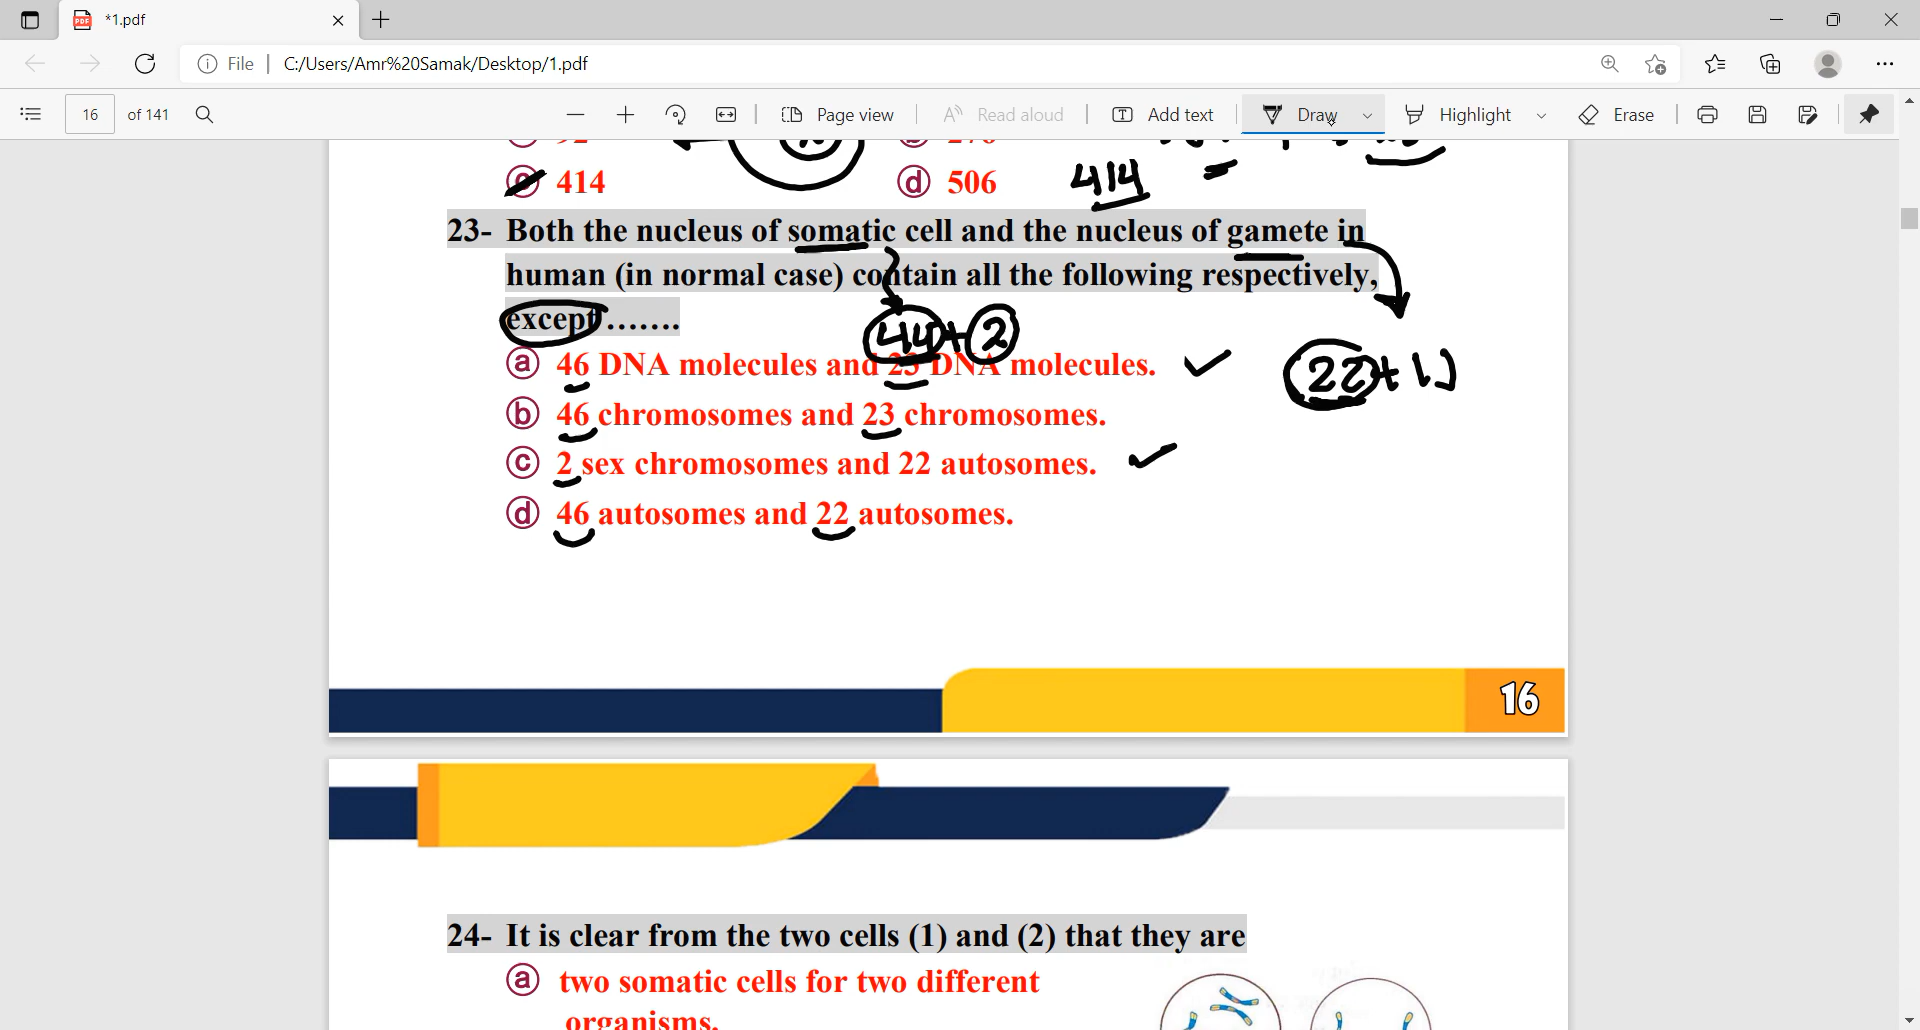 *1.pdf
File
C:/Users/Amr%20Samak/Desktop/1.pdf
16 of 141
Page view
Read aloud
Add text
Draw
Highlight
Erase
414
d 506
414
23- Both the nucleus of somatic cell and the nucleus of gamete in
human (in normal case) contain all the following respectively,
except …….
44+2
a 46 DNA molecules and 23 DNA molecules.
22+1
b 46 chromosomes and 23 chromosomes.
c 2 sex chromosomes and 22 autosomes.
d 46 autosomes and 22 autosomes.
16
24- It is clear from the two cells (1) and (2) that they are
a two somatic cells for two different
organisms.